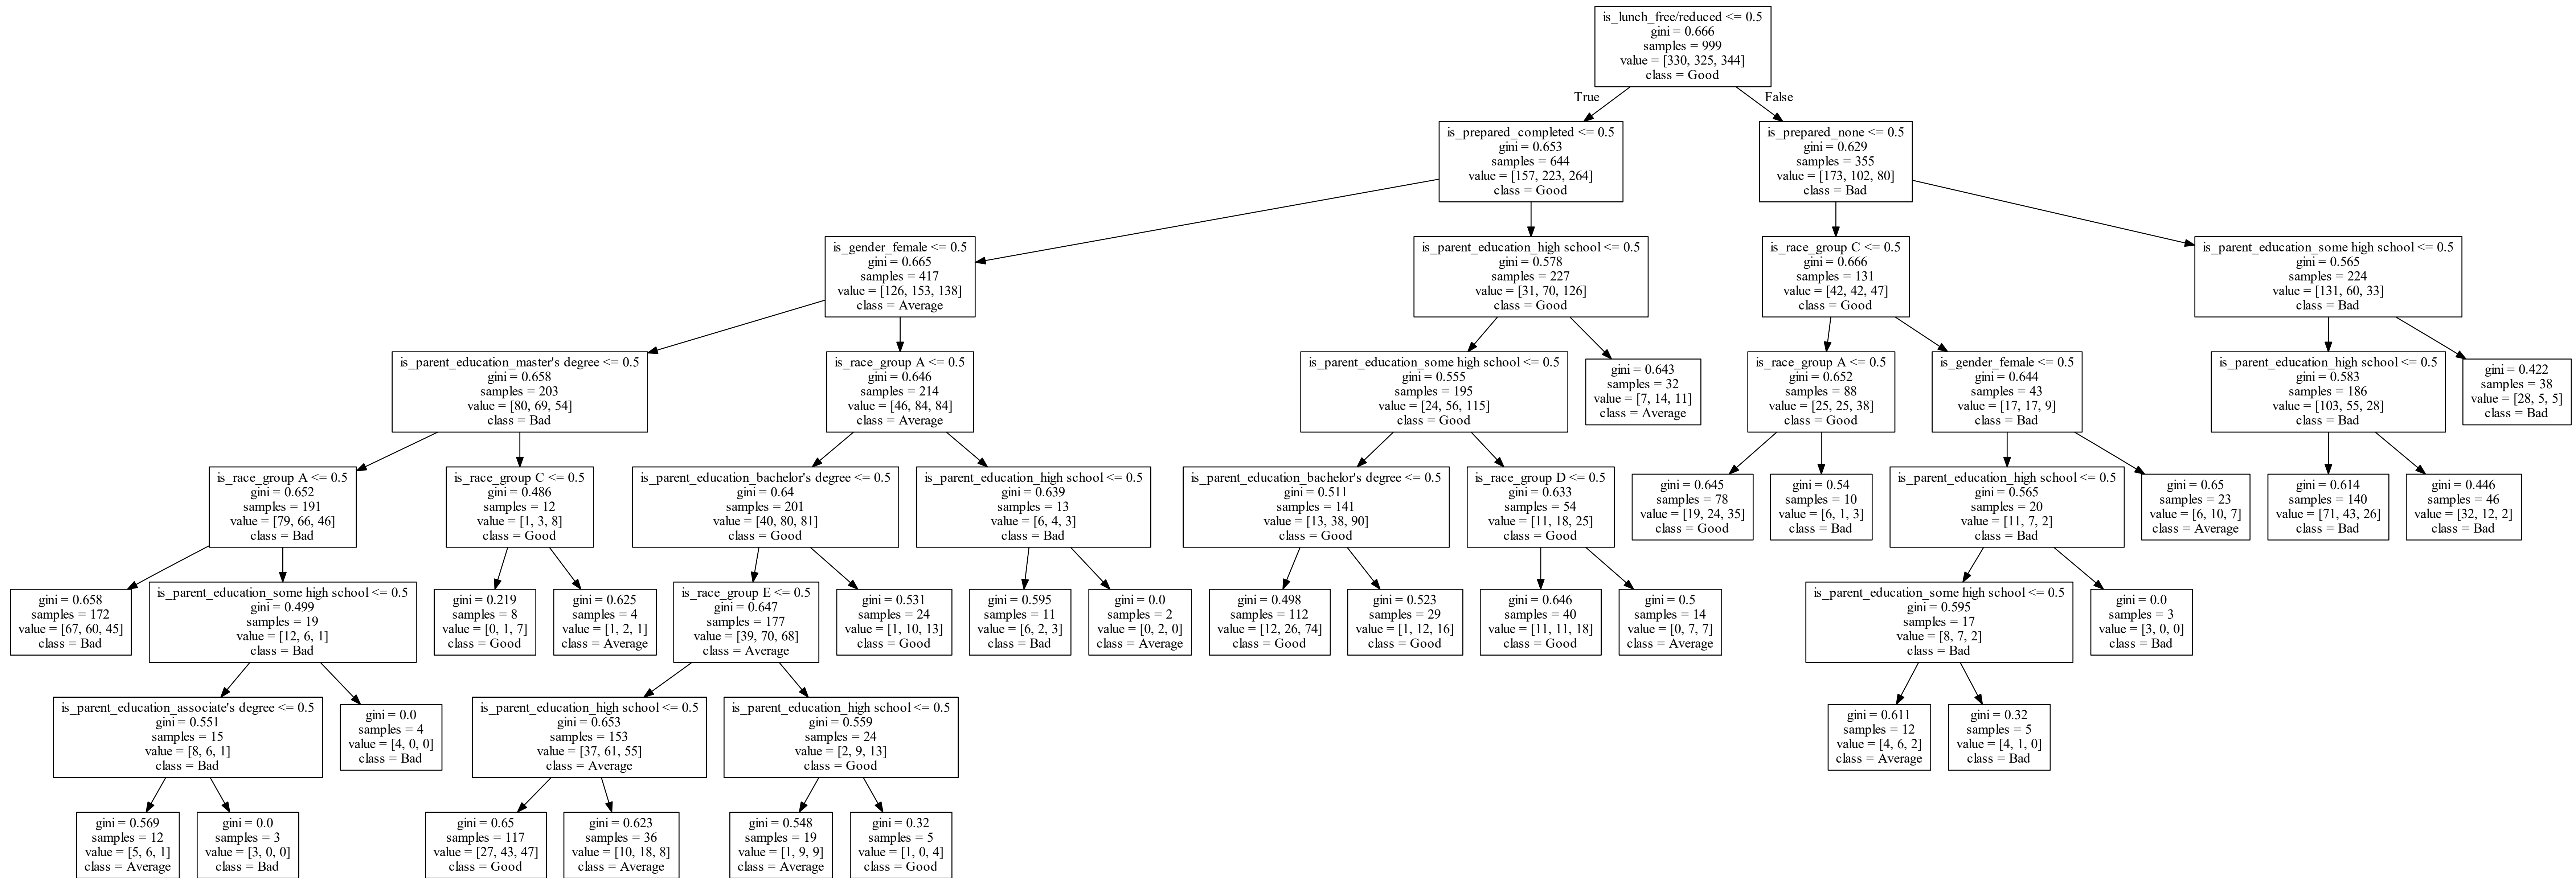 is_lunch_free/reduced <= 0.5
gini = 0.666
samples = 999
value = [330, 325, 344]
class = Good
True
False
is_prepared_completed <= 0.5
gini = 0.653
samples = 644
value = [157, 223, 264]
class = Good
is_prepared_none <= 0.5
gini = 0.629
samples = 355
value = [173, 102, 80]
class = Bad
is_gender_female <= 0.5
gini = 0.665
samples = 417
value = [126, 153, 138]
class = Average
is_parent_education_high school <= 0.5
gini = 0.578
samples = 227
value = [31, 70, 126]
class = Good
is_race_group C <= 0.5
gini = 0.666
samples = 131
value = [42, 42, 47]
class = Good
is_parent_education_some high school <= 0.5
gini = 0.565
samples = 224
value = [131, 60, 33]
class = Bad
is_parent_education_master's degree <= 0.5
gini = 0.658
samples = 203
value = [80, 69, 54]
class = Bad
is_race_group A <= 0.5
gini = 0.646
samples = 214
value = [46, 84, 84]
class = Average
is_parent_education_some high school <= 0.5
gini = 0.555
samples = 195
value = [24, 56, 115]
class = Good
gini = 0.643
samples = 32
value = [7, 14, 11]
class = Average
is_race_group A <= 0.5
gini = 0.652
samples = 88
value = [25, 25, 38]
class = Good
is_gender_female <= 0.5
gini = 0.644
samples = 43
value = [17, 17, 9]
class = Bad
is_parent_education_high school <= 0.5
gini = 0.583
samples = 186
value = [103, 55, 28]
class = Bad
gini = 0.422
samples = 38
value = [28, 5, 5]
class = Bad
is_race_group A <= 0.5
gini = 0.652
samples = 191
value = [79, 66, 46]
class = Bad
is_race_group C <= 0.5
gini = 0.486
samples = 12
value = [1, 3, 8]
class = Good
is_parent_education_bachelor's degree <= 0.5
gini = 0.64
samples = 201
value = [40, 80, 81]
class = Good
is_parent_education_high school <= 0.5
gini = 0.639
samples = 13
value = [6, 4, 3]
class = Bad
is_parent_education_bachelor's degree <= 0.5
gini = 0.511
samples = 141
value = [13, 38, 90]
class = Good
is_race_group D <= 0.5
gini = 0.633
samples = 54
value = [11, 18, 25]
class = Good
gini = 0.645
samples = 78
value = [19, 24, 35]
class = Good
gini = 0.54
samples = 10
value = [6, 1, 3]
class = Bad
is_parent_education_high school <= 0.5
gini = 0.565
samples = 20
value = [11, 7, 2]
class = Bad
gini = 0.65
samples = 23
value = [6, 10, 7]
class = Average
gini = 0.614
samples = 140
value = [71, 43, 26]
class = Bad
gini = 0.446
samples = 46
value = [32, 12, 2]
class = Bad
gini = 0.658
samples = 172
value = [67, 60, 45]
class = Bad
is_parent_education_some high school <= 0.5
gini = 0.499
samples = 19
value = [12, 6, 1]
class = Bad
gini = 0.219
samples = 8
value = [0, 1, 7]
class = Good
gini = 0.625
samples = 4
value = [1, 2, 1]
class = Average
is_race_group E <= 0.5
gini = 0.647
samples = 177
value = [39, 70, 68]
class = Average
gini = 0.531
samples = 24
value = [1, 10, 13]
class = Good
gini = 0.595
samples = 11
value = [6, 2, 3]
class = Bad
gini = 0.0
samples = 2
value = [0, 2, 0]
class = Average
gini = 0.498
samples = 112
value = [12, 26, 74]
class = Good
gini = 0.523
samples = 29
value = [1, 12, 16]
class = Good
gini = 0.646
samples = 40
value = [11, 11, 18]
class = Good
gini = 0.5
samples = 14
value = [0, 7, 7]
class = Average
is_parent_education_some high school <= 0.5
gini = 0.595
samples = 17
value = [8, 7, 2]
class = Bad
gini = 0.0
samples = 3
value = [3, 0, 0]
class = Bad
is_parent_education_associate's degree <= 0.5
gini = 0.551
samples = 15
value = [8, 6, 1]
class = Bad
gini = 0.0
samples = 4
value = [4, 0, 0]
class = Bad
is_parent_education_high school <= 0.5
gini = 0.653
samples = 153
value = [37, 61, 55]
class = Average
is_parent_education_high school <= 0.5
gini = 0.559
samples = 24
value = [2, 9, 13]
class = Good
gini = 0.611
samples = 12
value = [4, 6, 2]
class = Average
gini = 0.32
samples = 5
value = [4, 1, 0]
class = Bad
gini = 0.569
samples = 12
value = [5, 6, 1]
class = Average
gini = 0.0
samples = 3
value = [3, 0, 0]
class = Bad
gini = 0.65
samples = 117
value = [27, 43, 47]
class = Good
gini = 0.623
samples = 36
value = [10, 18, 8]
class = Average
gini = 0.548
samples = 19
value = [1, 9, 9]
class = Average
gini = 0.32
samples = 5
value = [1, 0, 4]
class = Good